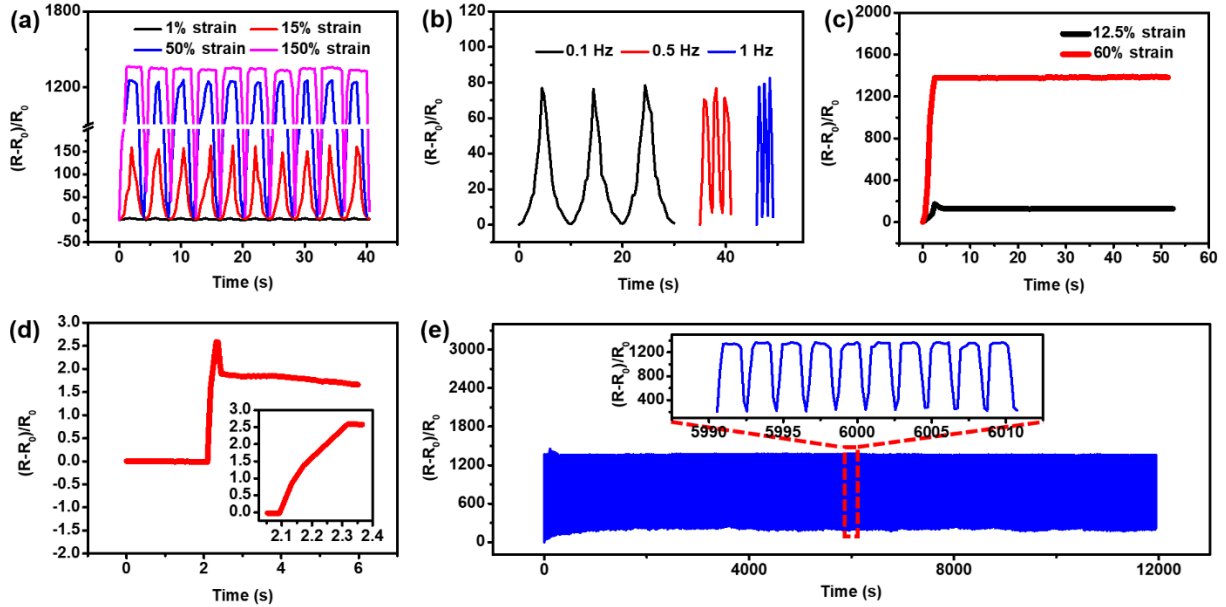 (a)
1800
1200
150
100
50
0
-50
(R-R0)/R0
1% strain
15% strain
50% strain
150% strain
0 10 20 30 40
Time (s)
(b)
120
100
80
60
40
20
0
(R-R0)/R0
0.1 Hz
0.5 Hz
1 Hz
0 20 40
Time (s)
(c)
2000
1600
1200
800
400
0
(R-R0)/R0
12.5% strain
60% strain
0 10 20 30 40 50 60
Time (s)
(d)
3.0
2.5
2.0
1.5
1.0
0.5
0.0
-0.5
-1.0
-1.5
-2.0
(R-R0)/R0
3.0
2.5
2.0
1.5
1.0
0.5
0.0
2.1 2.2 2.3 2.4
0 2 4 6
Time (s)
(e)
3000
2400
1800
1200
600
0
(R-R0)/R0
1200
800
400
(R-R0)/R0
5990 5995 6000 6005 6010
0 4000 8000 12000
Time (s)